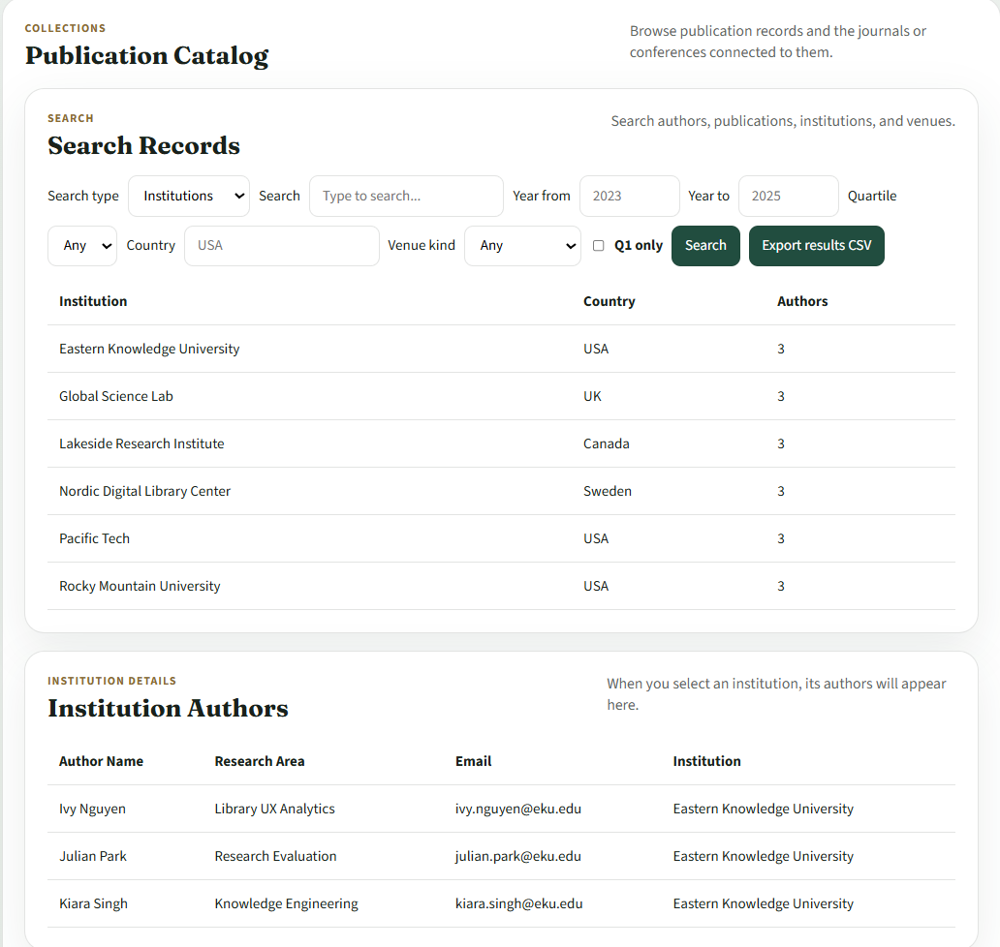 COLLECTIONS
Publication Catalog
Browse publication records and the journals or
conferences connected to them.
SEARCH
Search Records
Search authors, publications, institutions, and venues.
Search type Institutions Search Type to search... Year from 2023 Year to 2025 Quartile
Any Country USA Venue kind Any Q1 only Search Export results CSV
Institution Country Authors
Eastern Knowledge University USA 3
Global Science Lab UK 3
Lakeside Research Institute Canada 3
Nordic Digital Library Center Sweden 3
Pacific Tech USA 3
Rocky Mountain University USA 3
INSTITUTION DETAILS
Institution Authors
When you select an institution, its authors will appear
here.
Author Name Research Area Email Institution
Ivy Nguyen Library UX Analytics ivy.nguyen@eku.edu Eastern Knowledge University
Julian Park Research Evaluation julian.park@eku.edu Eastern Knowledge University
Kiara Singh Knowledge Engineering kiara.singh@eku.edu Eastern Knowledge University